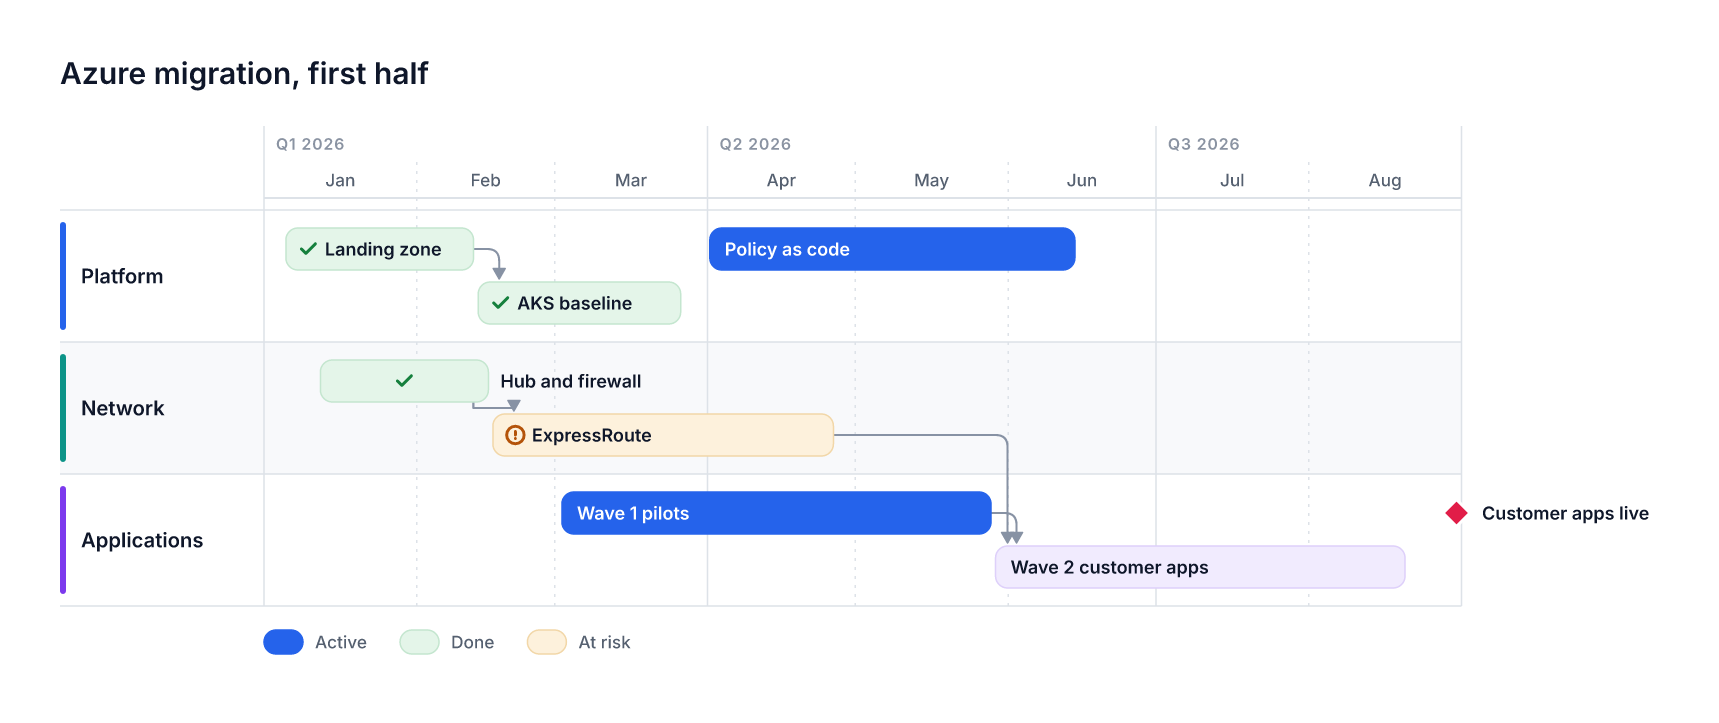 Azure migration, first half
Q1 2026
Q2 2026
Q3 2026
Jan
Feb
Mar
Apr
May
Jun
Jul
Aug
Platform
Landing zone
Policy as code
AKS baseline
Network
Hub and firewall
ExpressRoute
Applications
Wave 1 pilots
Customer apps live
Wave 2 customer apps
Active
Done
At risk